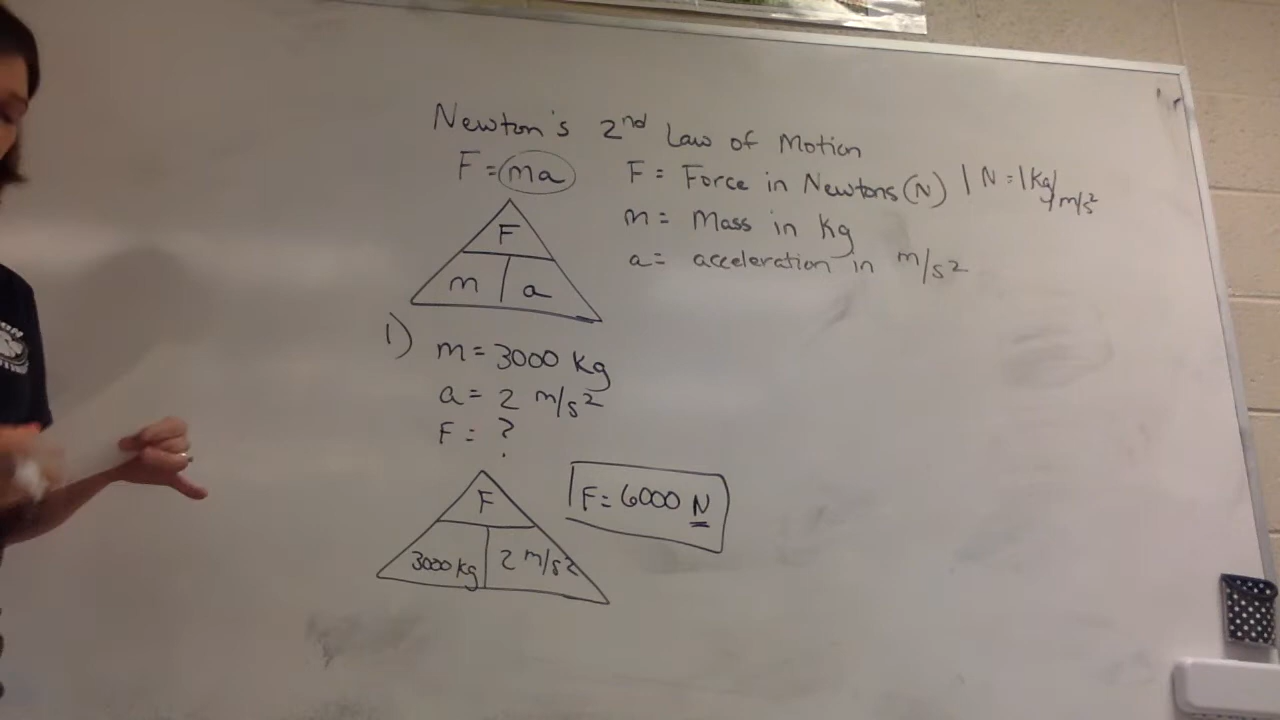 Newton's 2nd Law of Motion
F = ma
F = Force in Newtons (N) 1 N = 1 Kg/m/s²
m = Mass in Kg
a = acceleration in m/s²
F
m a
1) m = 3000 Kg
a = 2 m/s²
F = ?
F
3000 Kg 2 m/s²
F = 6000 N